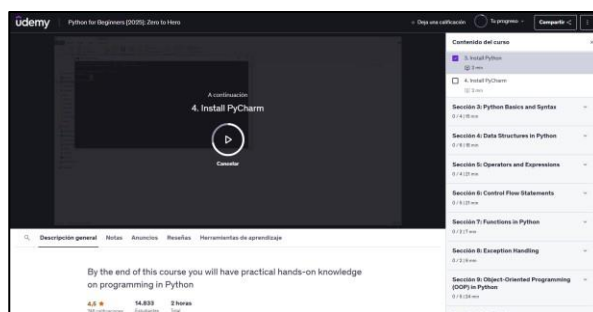 ûdemy
Python for Beginners [2025]: Zero to Hero
Deja una calificación
Tu progreso
Compartir
A continuación
4. Install PyCharm
Cancelar
Descripción general Notas Anuncios Reseñas Herramientas de aprendizaje
By the end of this course you will have practical hands-on knowledge
on programming in Python
4,5 14.833 2 horas
Estudiantes Total
Contenido del curso
3. Install Python
2 min
4. Install PyCharm
Sección 3: Python Basics and Syntax
Sección 4: Data Structures in Python
Sección 5: Operators and Expressions
Sección 6: Control Flow Statements
Sección 7: Functions in Python
Sección 8: Exception Handling
Sección 9: Object-Oriented Programming
(OOP) in Python